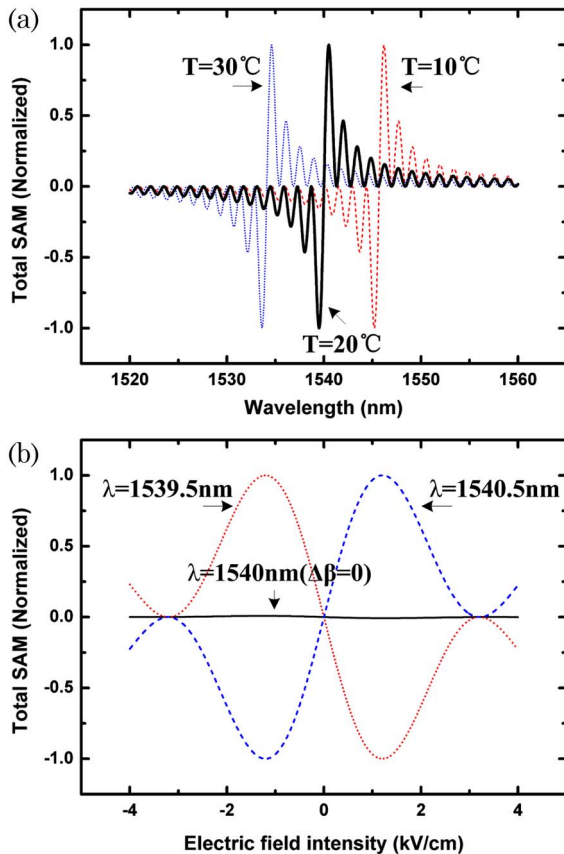 (a)
1.0
T=30℃
T=10℃
0.5
0.0
-0.5
-1.0
T=20℃
Total SAM (Normalized)
1520
1530
1540
1550
1560
Wavelength (nm)
(b)
1.0
λ=1539.5nm
λ=1540.5nm
0.5
λ=1540nm(Δβ=0)
0.0
-0.5
-1.0
Total SAM (Normalized)
-4
-2
0
2
4
Electric field intensity (kV/cm)